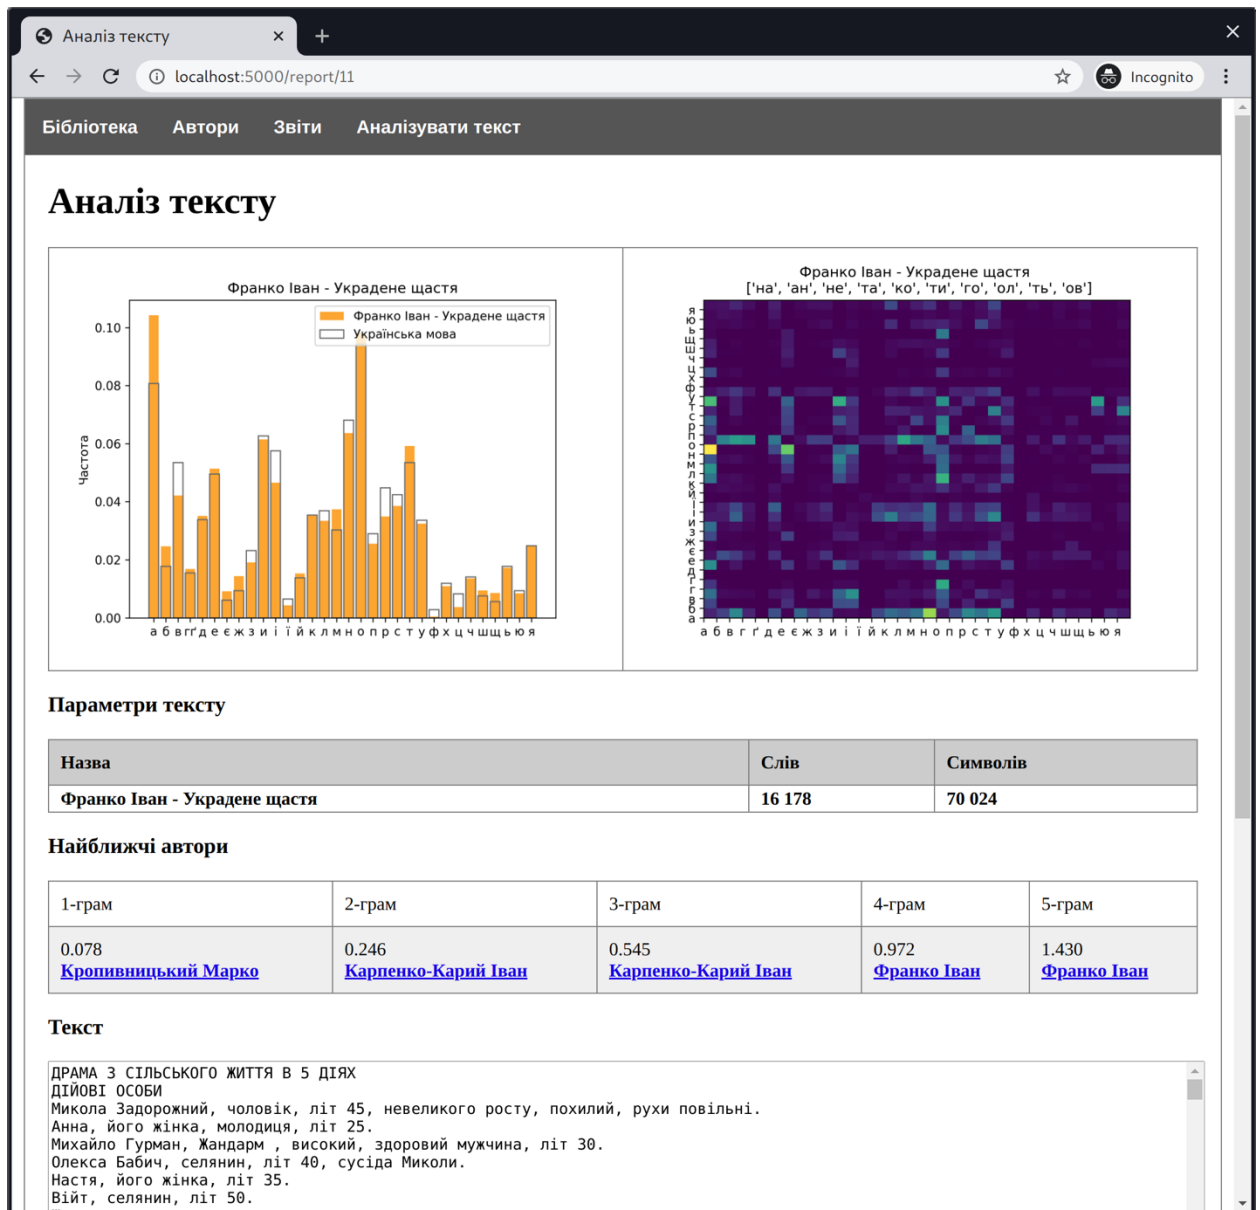 Аналіз тексту
localhost:5000/report/11
Incognito
Бібліотека Автори Звіти Аналізувати текст
Аналіз тексту
Франко Іван - Украдене щастя
Франко Іван - Украдене щастя
Українська мова
Частота
0.10
0.08
0.06
0.04
0.02
0.00
а б в г ґ д е є ж з и і ї й к л м н о п р с т у ф х ц ч ш щ ь ю я
Франко Іван - Украдене щастя
['на', 'ан', 'не', 'та', 'ко', 'ти', 'го', 'ол', 'ть', 'ов']
я
ю
ь
щ
ш
ч
ц
х
ф
у
т
с
р
п
о
н
м
л
к
й
ї
і
и
з
ж
є
е
д
ґ
г
в
б
а
а б в г ґ д е є ж з и і ї й к л м н о п р с т у ф х ц ч ш щ ь ю я
Параметри тексту
Назва Слів Символів
Франко Іван - Украдене щастя 16 178 70 024
Найближчі автори
1-грам 2-грам 3-грам 4-грам 5-грам
0.078 0.246 0.545 0.972 1.430
Кропивницький Марко Карпенко-Карий Іван Карпенко-Карий Іван Франко Іван Франко Іван
Текст
ДРАМА З СІЛЬСЬКОГО ЖИТТЯ В 5 ДІЯХ
ДІЙОВІ ОСОБИ
Микола Задорожний, чоловік, літ 45, невеликого росту, похилий, рухи повільні.
Анна, його жінка, молодиця, літ 25.
Михайло Гурман, Жандарм , високий, здоровий мужчина, літ 30.
Олекса Бабич, селянин, літ 40, сусіда Миколи.
Настя, його жінка, літ 35.
Війт, селянин, літ 50.